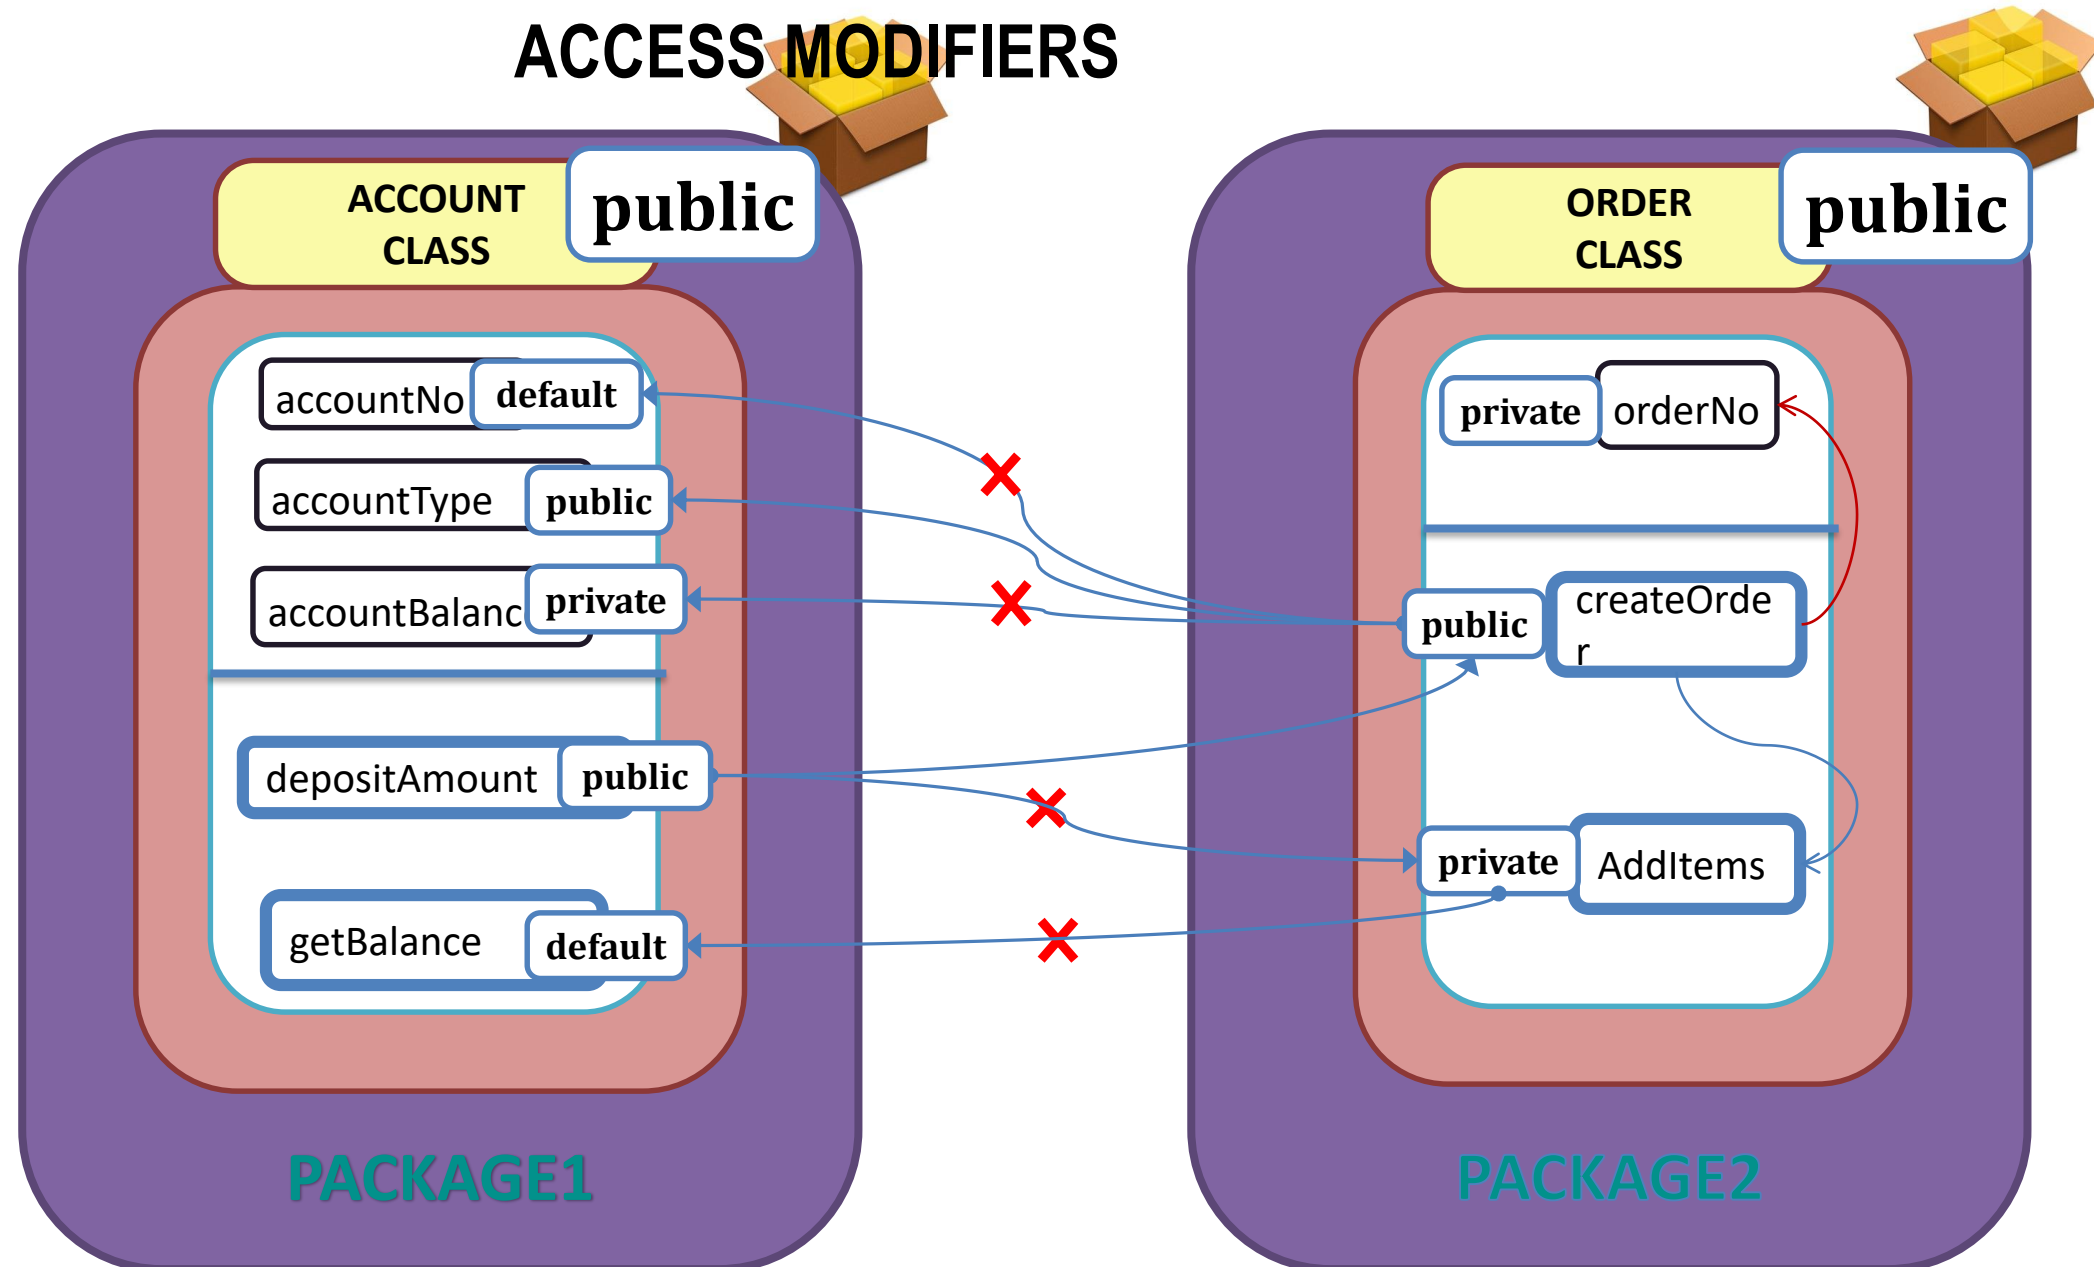 ACCESS MODIFIERS
ACCOUNT
CLASS
public
accountNo
default
accountType
public
accountBalanc
private
depositAmount
public
getBalance
default
PACKAGE1
ORDER
CLASS
public
private
orderNo
public
createOrde
r
private
AddItems
PACKAGE2